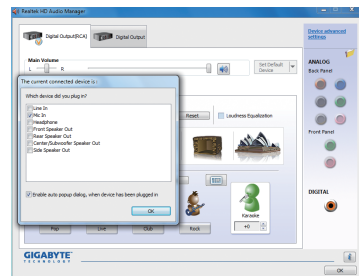 Realtek HD Audio Manager
Digital Output(RCA)
Digital Output
Device advanced settings
Main Volume
L
R
Set Default Device
ANALOG
Back Panel
The current connected device is :
Which device did you plug in?
Line In
Mic In
Headphone
Front Speaker Out
Rear Speaker Out
Center/Subwoofer Speaker Out
Side Speaker Out
Enable auto popup dialog, when device has been plugged in
OK
Reset
Loudness Equalization
Front Panel
DIGITAL
Karaoke
Pop
Live
Club
Rock
+0
GIGABYTE
TECHNOLOGY
i
OK